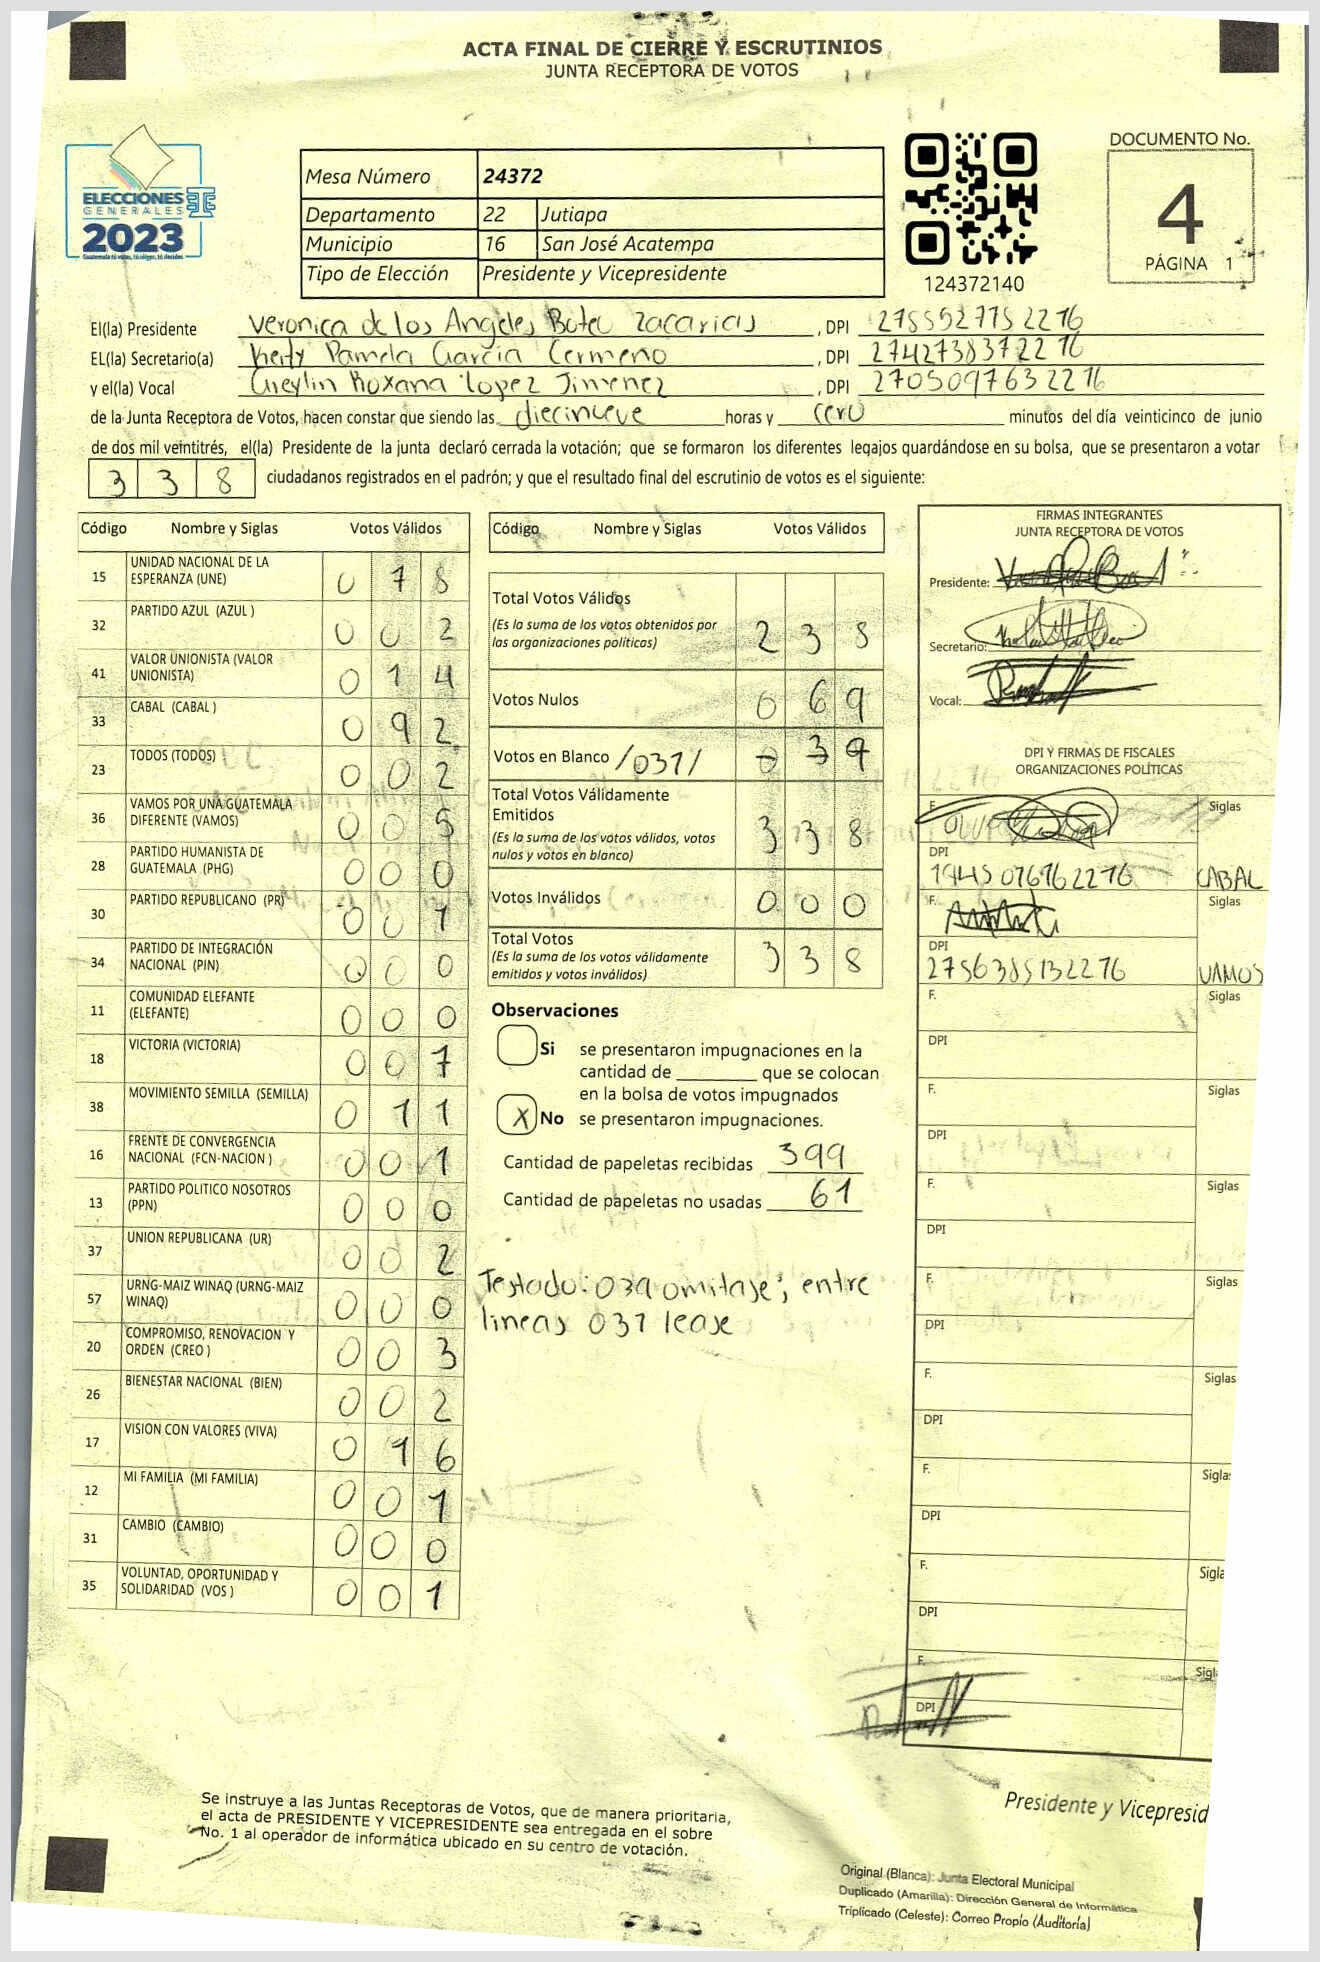 ACTA FINAL DE CIERRE Y ESCRUTINIOS
JUNTA RECEPTORA DE VOTOS
ELECCIONES
GENERALES
2023
Guatemala tú votas, tú eliges, tú decides.
Mesa Número 24372
Departamento 22 Jutiapa
Municipio 16 San José Acatempa
Tipo de Elección Presidente y Vicepresidente
124372140
DOCUMENTO No.
4
PÁGINA 1
El(la) Presidente Veronica de los Angeles Zacarias , DPI 2755527752216
EL(la) Secretario(a) Pamela Garcia Cermeño , DPI 2742738372216
y el(la) Vocal Roxana Lopez Jimenez , DPI 2705097632216
de la Junta Receptora de Votos, hacen constar que siendo las diecinueve horas y cero minutos del día veinticinco de junio
de dos mil veintitrés, el(la) Presidente de la junta declaró cerrada la votación; que se formaron los diferentes legajos guardándose en su bolsa, que se presentaron a votar
338 ciudadanos registrados en el padrón; y que el resultado final del escrutinio de votos es el siguiente:
Código Nombre y Siglas Votos Válidos
15 UNIDAD NACIONAL DE LA ESPERANZA (UNE) 0 7 8
32 PARTIDO AZUL (AZUL ) 0 0 2
41 VALOR UNIONISTA (VALOR UNIONISTA) 0 1 4
33 CABAL (CABAL ) 0 9 2
23 TODOS (TODOS) 0 0 2
36 VAMOS POR UNA GUATEMALA DIFERENTE (VAMOS) 0 0 5
28 PARTIDO HUMANISTA DE GUATEMALA (PHG) 0 0 0
30 PARTIDO REPUBLICANO (PR) 0 0 1
34 PARTIDO DE INTEGRACIÓN NACIONAL (PIN) 0 0 0
11 COMUNIDAD ELEFANTE (ELEFANTE) 0 0 0
18 VICTORIA (VICTORIA) 0 0 7
38 MOVIMIENTO SEMILLA (SEMILLA) 0 1 1
16 FRENTE DE CONVERGENCIA NACIONAL (FCN-NACION ) 0 0 1
13 PARTIDO POLITICO NOSOTROS (PPN) 0 0 0
37 UNION REPUBLICANA (UR) 0 0 2
57 URNG-MAIZ WINAQ (URNG-MAIZ WINAQ) 0 0 0
20 COMPROMISO, RENOVACION Y ORDEN (CREO ) 0 0 3
26 BIENESTAR NACIONAL (BIEN) 0 0 2
17 VISION CON VALORES (VIVA) 0 1 6
12 MI FAMILIA (MI FAMILIA) 0 0 1
31 CAMBIO (CAMBIO) 0 0 0
35 VOLUNTAD, OPORTUNIDAD Y SOLIDARIDAD (VOS ) 0 0 1
Código Nombre y Siglas Votos Válidos
Total Votos Válidos 2 3 8
(Es la suma de los votos obtenidos por
las organizaciones políticas)
Votos Nulos 0 6 9
Votos en Blanco /031/ 0 3 9
Total Votos Válidamente
Emitidos 3 3 8
(Es la suma de los votos válidos, votos
nulos y votos en blanco)
Votos Inválidos 0 0 0
Total Votos 3 3 8
(Es la suma de los votos válidamente
emitidos y votos inválidos)
Observaciones
Si se presentaron impugnaciones en la
cantidad de ________ que se colocan
en la bolsa de votos impugnados
X No se presentaron impugnaciones.
Cantidad de papeletas recibidas 399
Cantidad de papeletas no usadas 61
Testado: 039 omitase; entre
lineas 031 lease
FIRMAS INTEGRANTES
JUNTA RECEPTORA DE VOTOS
Presidente:
Secretario:
Vocal:
DPI Y FIRMAS DE FISCALES
ORGANIZACIONES POLÍTICAS
F. Siglas
DPI
1945076762216 CABAL
F. Siglas
DPI
2756385132216 VAMOS
F. Siglas
DPI
F. Siglas
DPI
F. Siglas
DPI
F. Siglas
DPI
F. Siglas
DPI
F. Sigla
DPI
F. Sigla
DPI
F. Sigl
DPI
Se instruye a las Juntas Receptoras de Votos, que de manera prioritaria,
el acta de PRESIDENTE Y VICEPRESIDENTE sea entregada en el sobre
No. 1 al operador de informática ubicado en su centro de votación.
Presidente y Vicepresid
Original (Blanca): Junta Electoral Municipal
Duplicado (Amarilla): Dirección General de Informática
Triplicado (Celeste): Correo Propio (Auditoría)